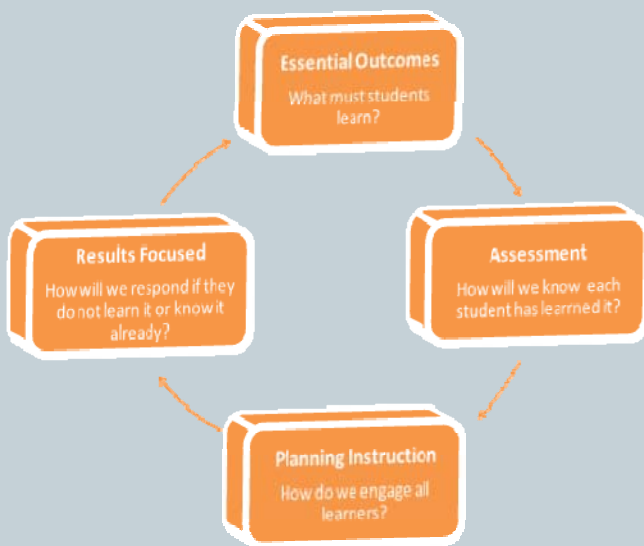 Essential Outcomes
What must students
learn?
Assessment
How will we know each
student has learrned it?
Planning Instruction
How do we engage all
learners?
Results Focused
How will we respond if they
do not learn it or know it
already?